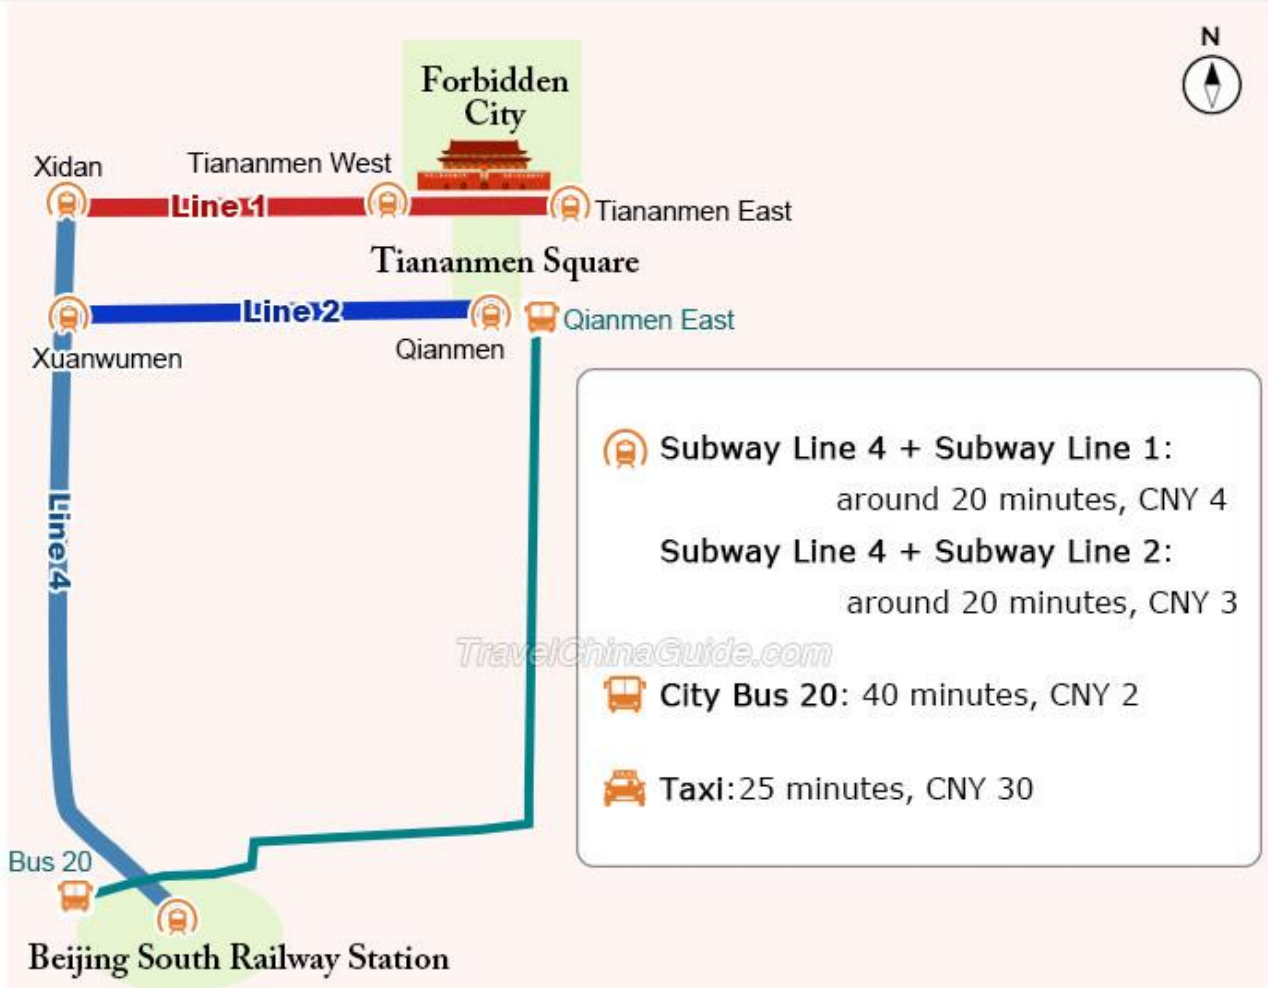 N
Forbidden
City
Xidan
Tiananmen West
Line 1
Tiananmen East
Tiananmen Square
Line 2
Qianmen East
Xuanwumen
Qianmen
Line 4
Subway Line 4 + Subway Line 1:
around 20 minutes, CNY 4
Subway Line 4 + Subway Line 2:
around 20 minutes, CNY 3
TravelChinaGuide.com
City Bus 20: 40 minutes, CNY 2
Taxi:25 minutes, CNY 30
Bus 20
Beijing South Railway Station